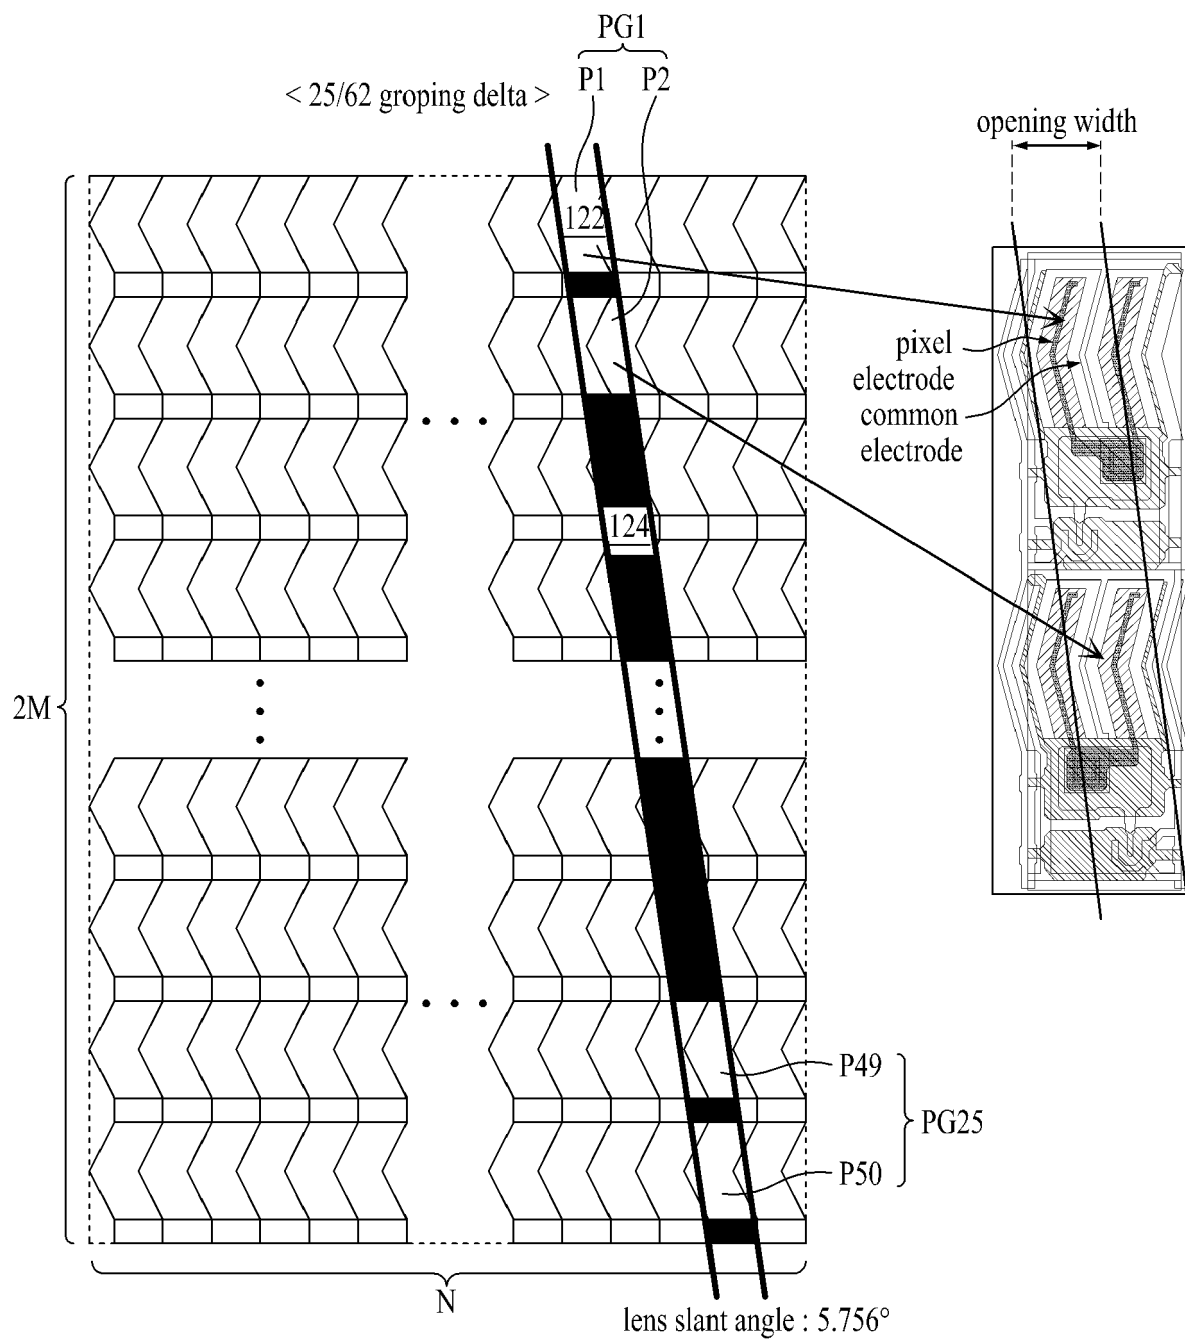 PG1
P1
P2
< 25/62 groping delta >
opening width
122
pixel
electrode
common
electrode
124
2M
P49
PG25
P50
N
lens slant angle : 5.756°